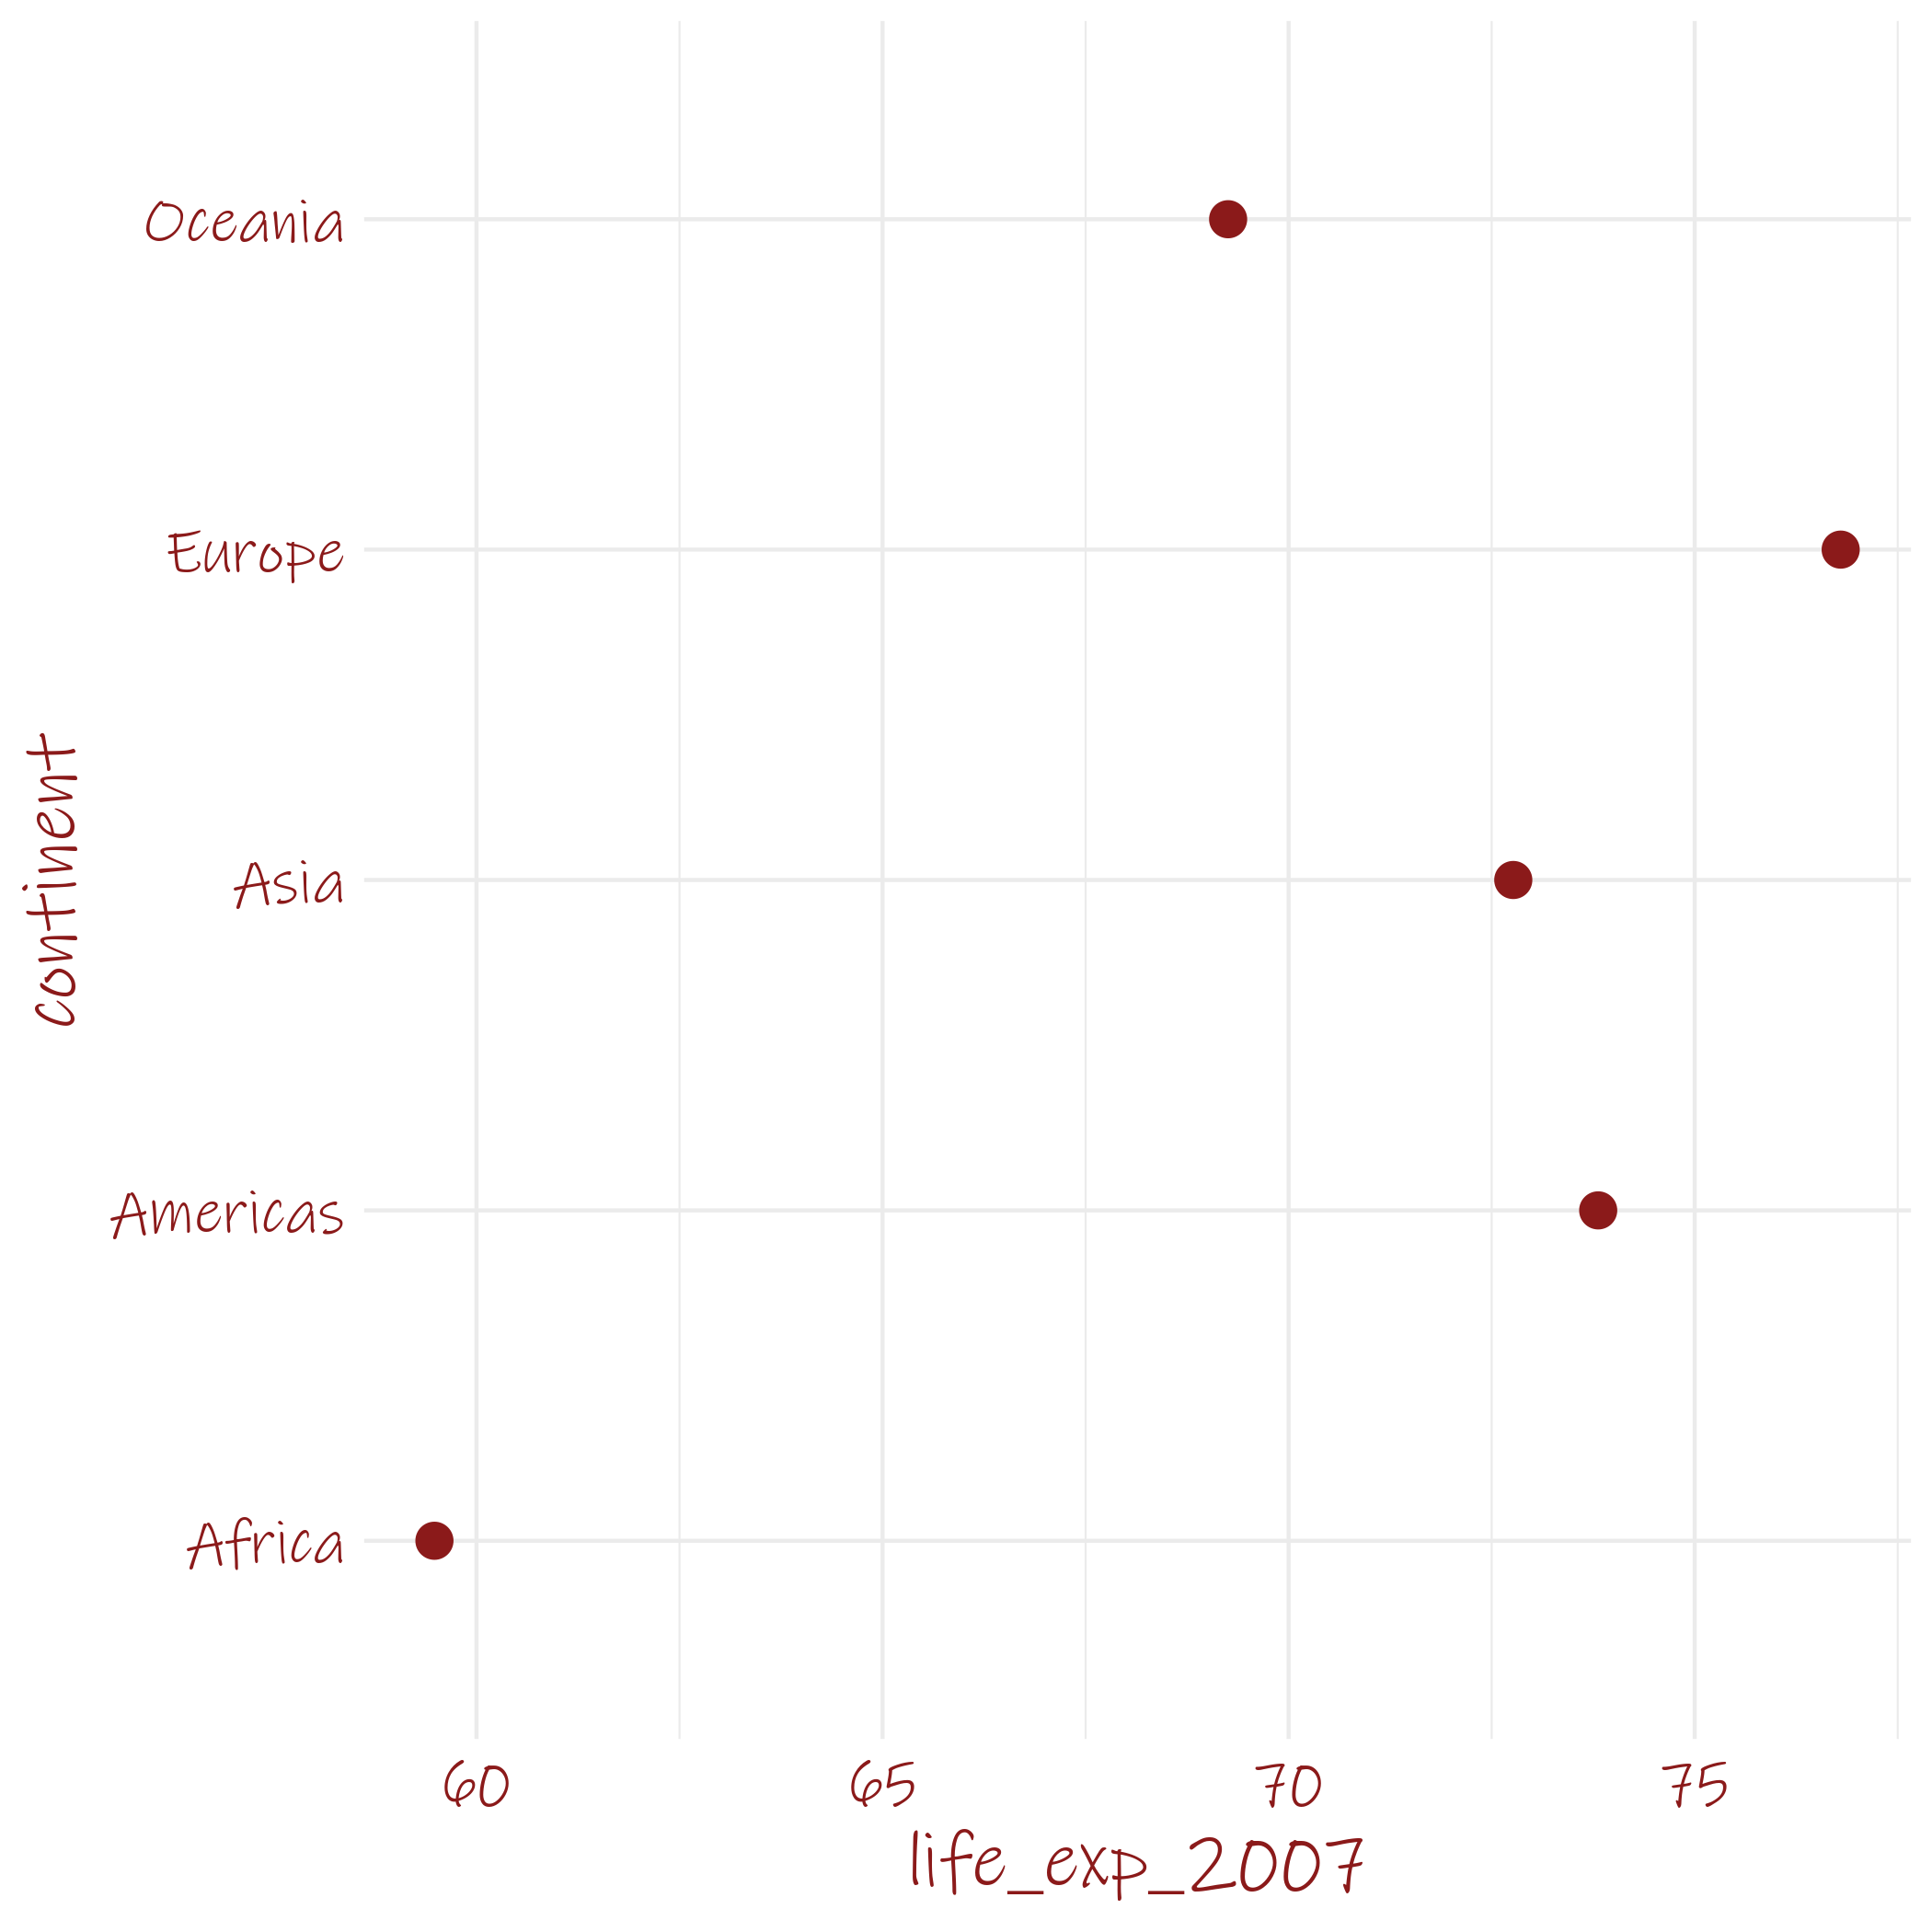 Oceania
Europe
Asia
Americas
Africa
continent
60 65 70 75
life_exp_2007